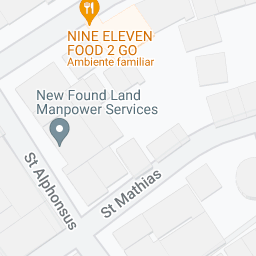 NINE ELEVEN
FOOD 2 GO
Ambiente familiar
New Found Land
Manpower Services
St Alphonsus
St Mathias